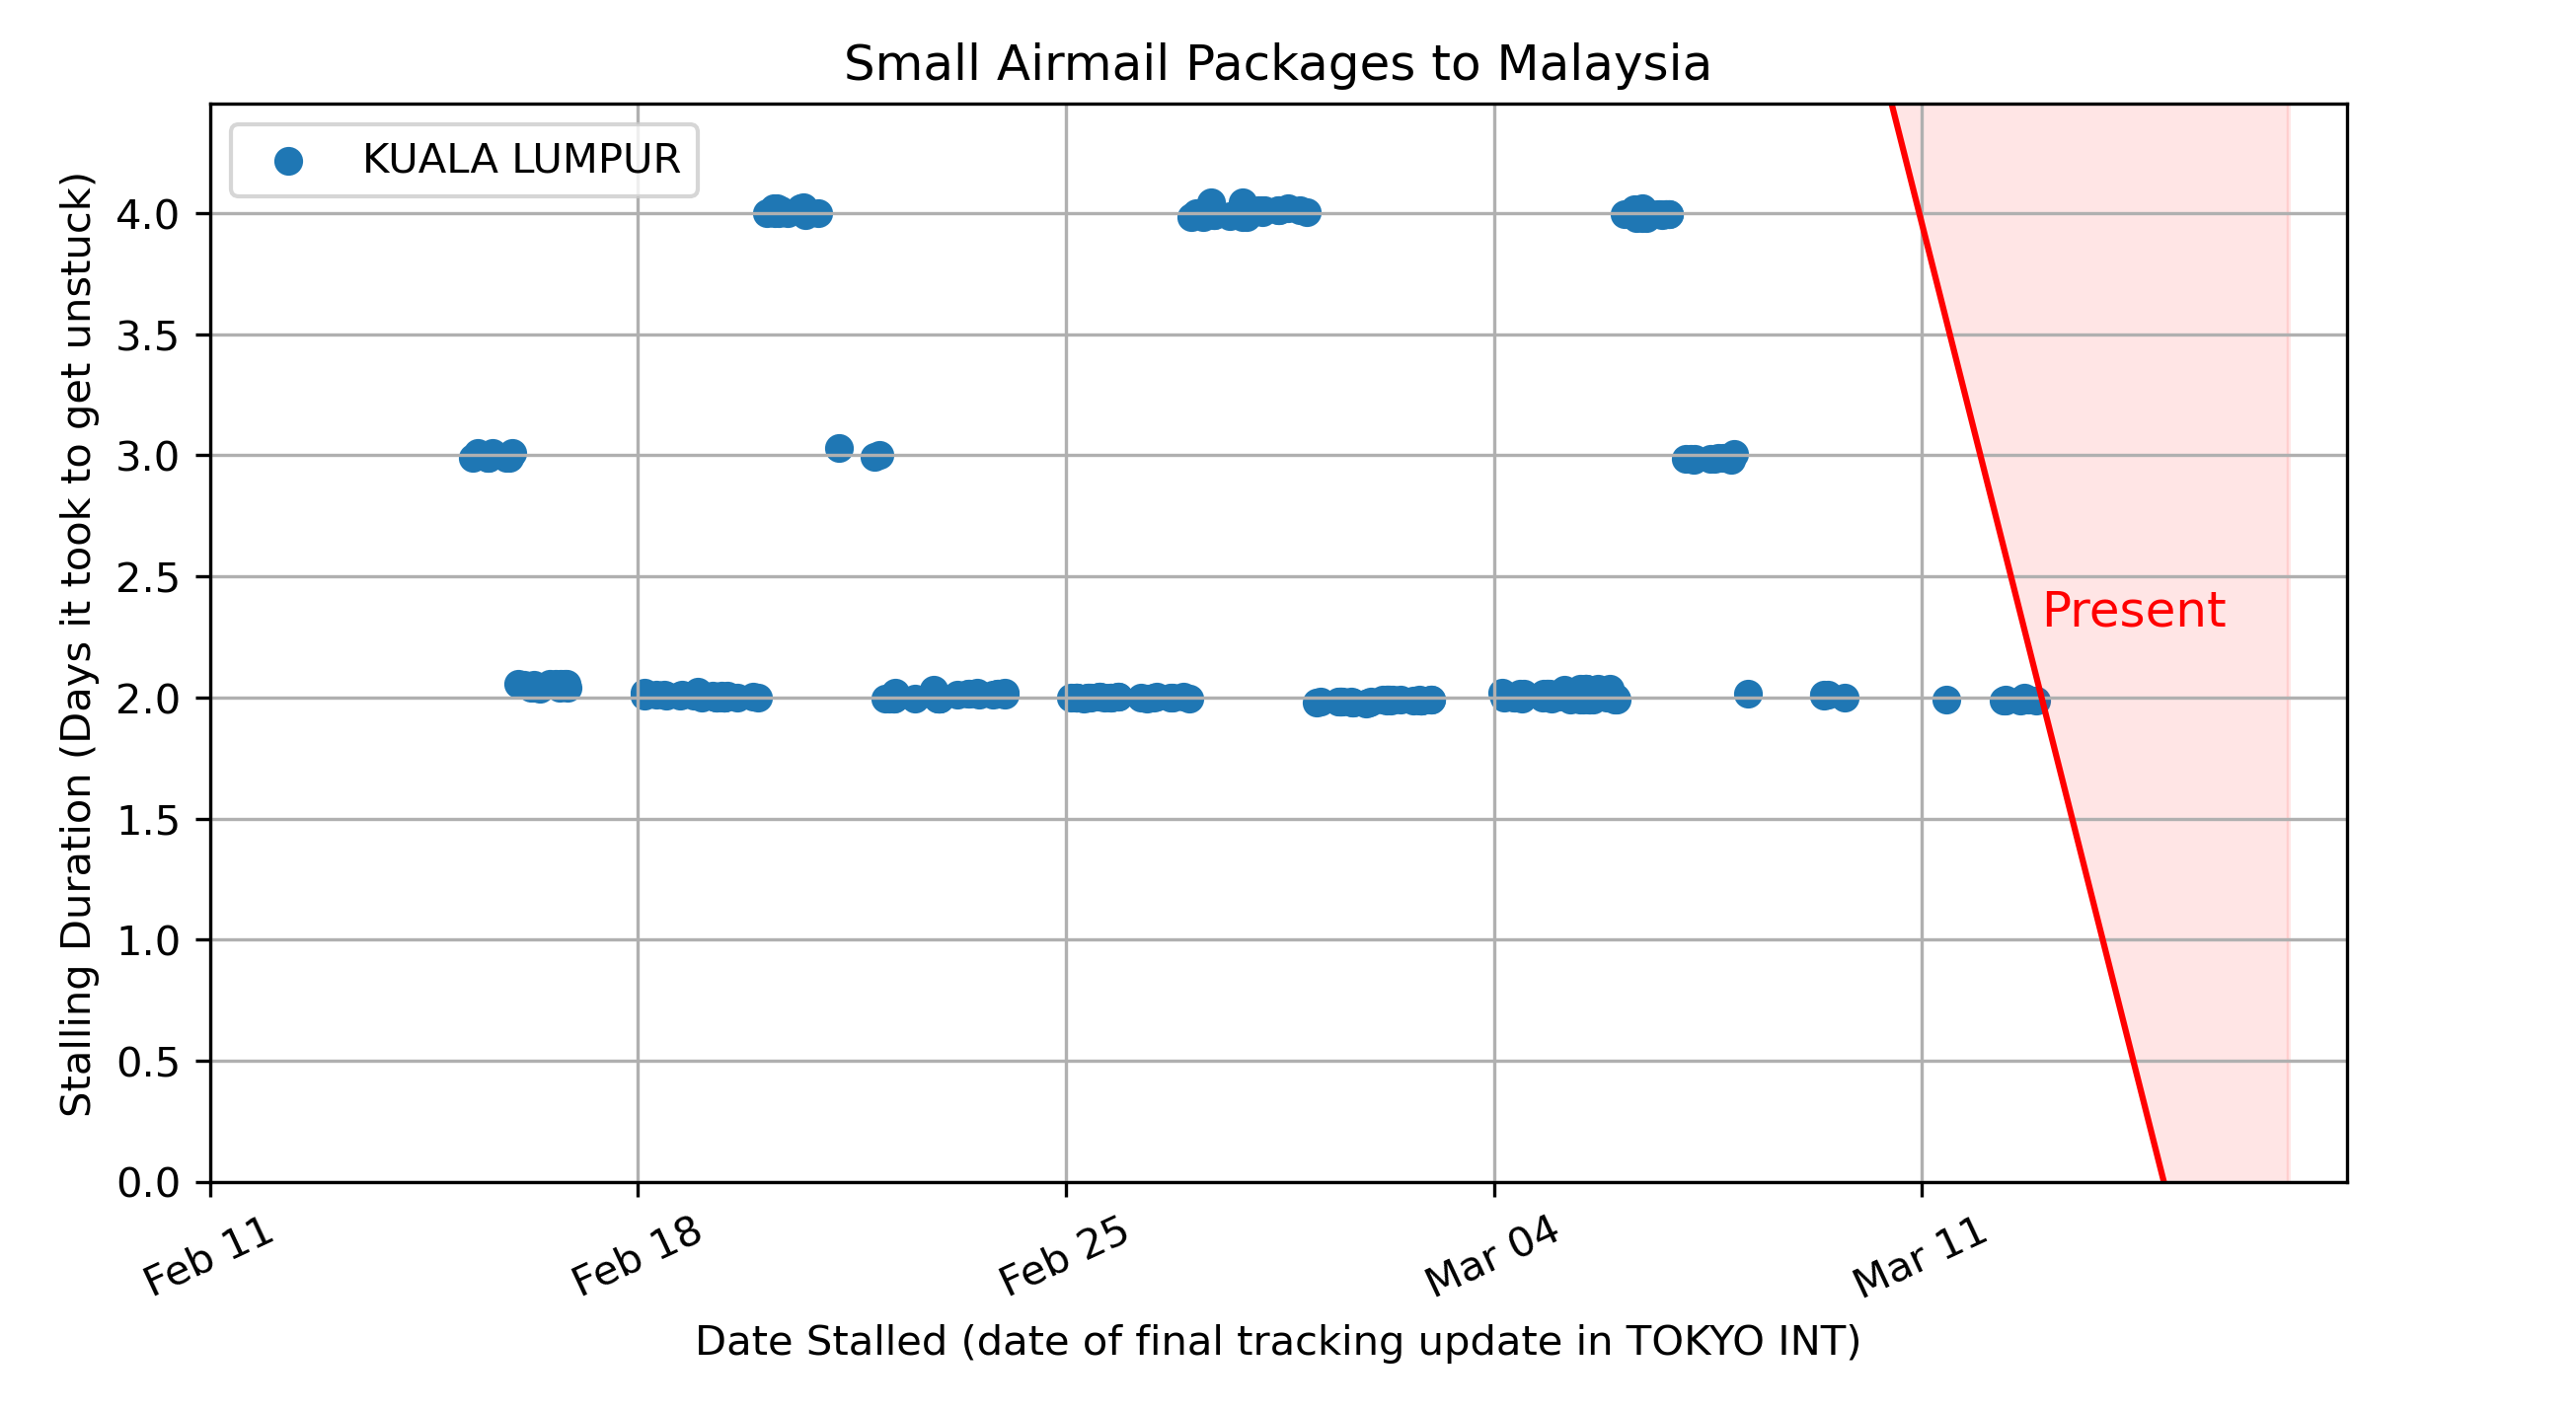 Small Airmail Packages to Malaysia
KUALA LUMPUR
Stalling Duration (Days it took to get unstuck)
4.0
3.5
3.0
2.5
2.0
1.5
1.0
0.5
0.0
Present
Feb 11
Feb 18
Feb 25
Mar 04
Mar 11
Date Stalled (date of final tracking update in TOKYO INT)